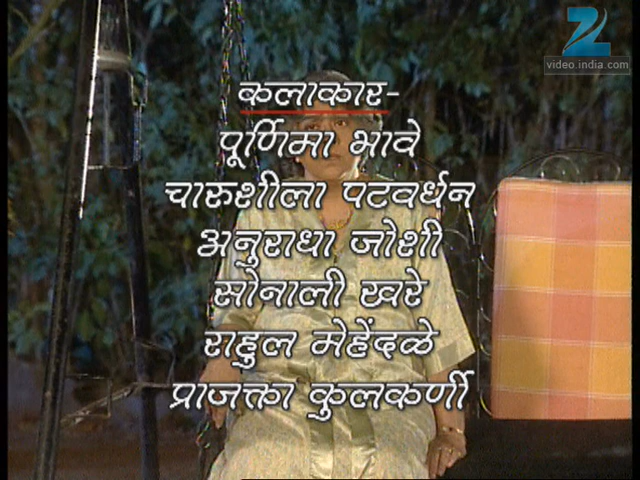 Z
video.india.com
कलाकार-
पूर्णिमा भावे
चारुशीला पटवर्धन
अनुराधा जोशी
सोनाली खरे
राहुल मेहेंदळे
प्राजक्ता कुलकर्णी